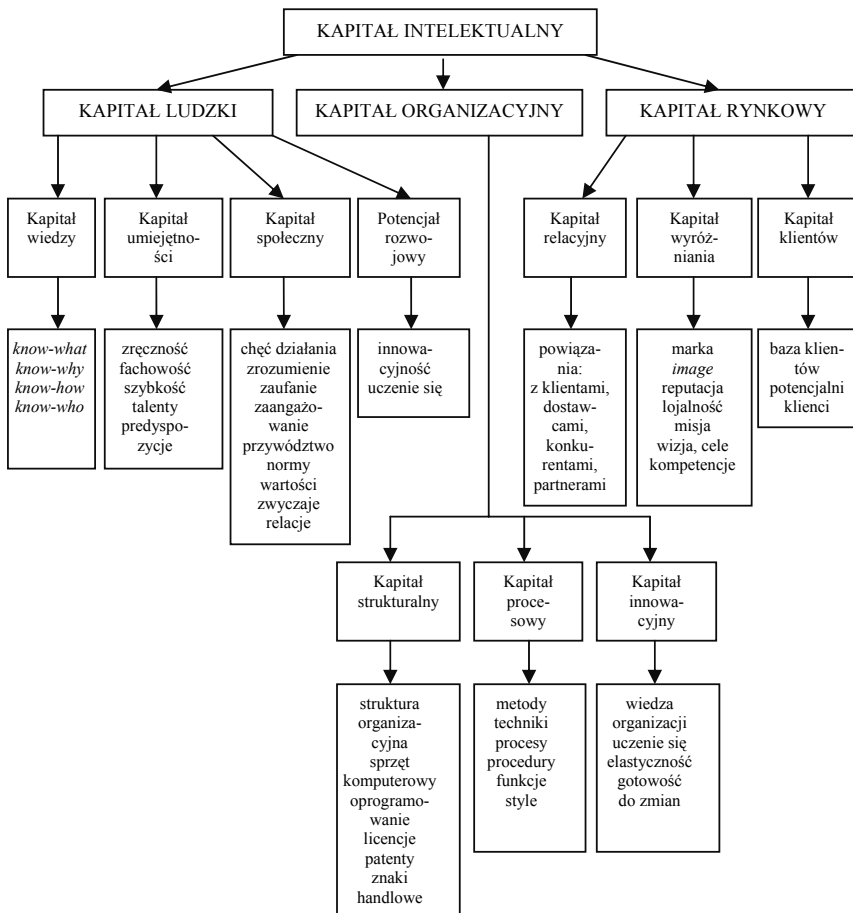 KAPITAŁ INTELEKTUALNY
KAPITAŁ LUDZKI
KAPITAŁ ORGANIZACYJNY
KAPITAŁ RYNKOWY
Kapitał
wiedzy
Kapitał
umiejętno-
ści
Kapitał
społeczny
Potencjał
rozwo-
jowy
Kapitał
relacyjny
Kapitał
wyróż-
niania
Kapitał
klientów
know-what
know-why
know-how
know-who
zręczność
fachowość
szybkość
talenty
predyspo-
zycje
chęć działania
zrozumienie
zaufanie
zaangażo-
wanie
przywództwo
normy
wartości
zwyczaje
relacje
innowa-
cyjność
uczenie się
powiąza-
nia:
z klientami,
dostaw-
cami,
konku-
rentami,
partnerami
marka
image
reputacja
lojalność
misja
wizja, cele
kompetencje
baza klien-
tów
potencjalni
klienci
Kapitał
strukturalny
Kapitał
proce-
sowy
Kapitał
innowa-
cyjny
struktura
organiza-
cyjna
sprzęt
komputerowy
oprogramo-
wanie
licencje
patenty
znaki
handlowe
metody
techniki
procesy
procedury
funkcje
style
wiedza
organizacji
uczenie się
elastyczność
gotowość
do zmian